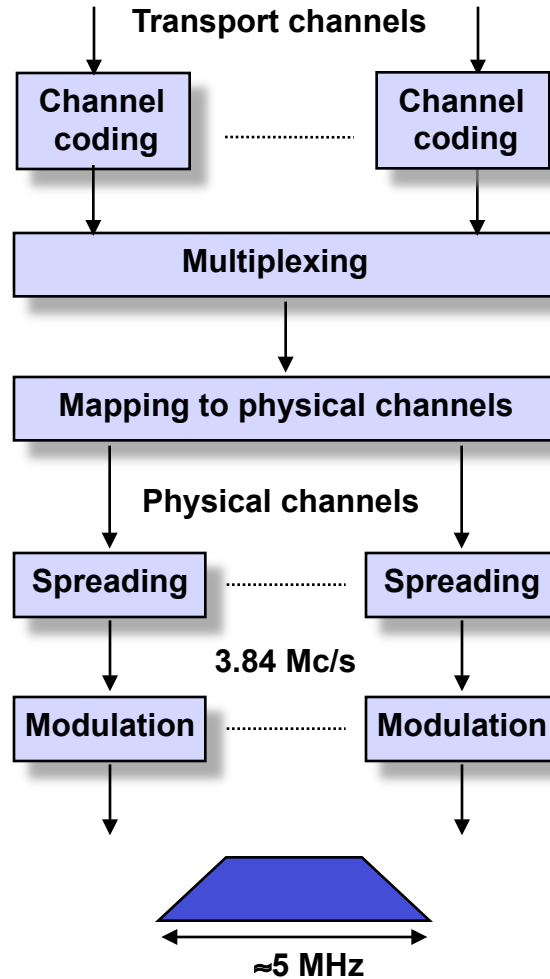 Transport channels
Channel
coding
Channel
coding
Multiplexing
Mapping to physical channels
Physical channels
Spreading
Spreading
3.84 Mc/s
Modulation
Modulation
≈5 MHz